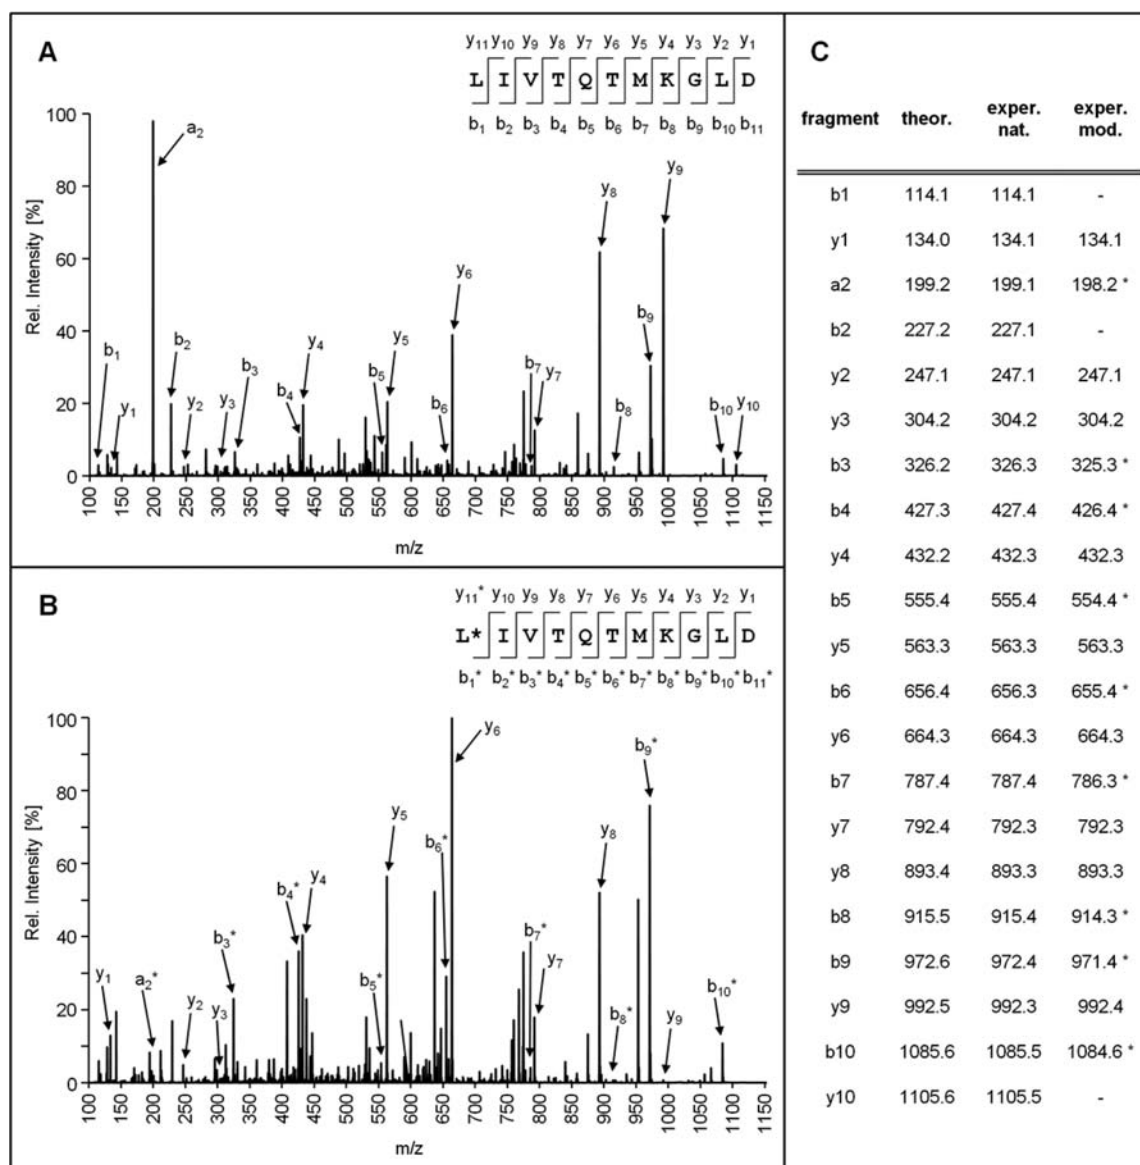 A
y11 y10 y9 y8 y7 y6 y5 y4 y3 y2 y1
L I V T Q T M K G L D
b1 b2 b3 b4 b5 b6 b7 b8 b9 b10 b11
Rel. Intensity [%]
100
80
60
40
20
0
a2
b1
y1
b2
y2
y3
b3
b4
y4
b5
y5
b6
y6
b7
y7
y8
b8
y9
b9
b10
y10
100 150 200 250 300 350 400 450 500 550 600 650 700 750 800 850 900 950 1000 1050 1100 1150
m/z
B
y11* y10 y9 y8 y7 y6 y5 y4 y3 y2 y1
L* I V T Q T M K G L D
b1* b2* b3* b4* b5* b6* b7* b8* b9* b10* b11*
Rel. Intensity [%]
100
80
60
40
20
0
y1
a2*
y2
y3
b3*
b4*
y4
b5*
y5
b6*
y6
b7*
y7
y8
b8*
b9*
y9
b10*
100 150 200 250 300 350 400 450 500 550 600 650 700 750 800 850 900 950 1000 1050 1100 1150
m/z
C
fragment theor. exper. nat. exper. mod.
b1 114.1 114.1 -
y1 134.0 134.1 134.1
a2 199.2 199.1 198.2 *
b2 227.2 227.1 -
y2 247.1 247.1 247.1
y3 304.2 304.2 304.2
b3 326.2 326.3 325.3 *
b4 427.3 427.4 426.4 *
y4 432.2 432.3 432.3
b5 555.4 555.4 554.4 *
y5 563.3 563.3 563.3
b6 656.4 656.3 655.4 *
y6 664.3 664.3 664.3
b7 787.4 787.4 786.3 *
y7 792.4 792.3 792.3
y8 893.4 893.3 893.3
b8 915.5 915.4 914.3 *
b9 972.6 972.4 971.4 *
y9 992.5 992.3 992.4
b10 1085.6 1085.5 1084.6 *
y10 1105.6 1105.5 -